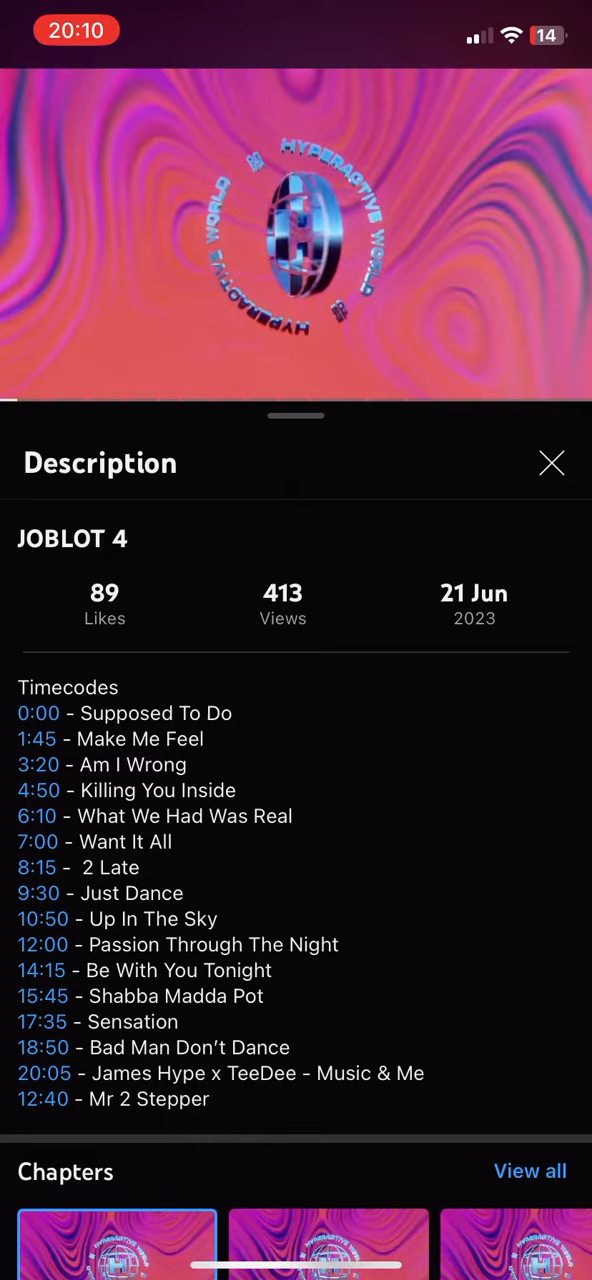 20:10
14
HYPERACTIVE WORLD
HYPERACTIVE WORLD
H
Description
JOBLOT 4
89 413 21 Jun
Likes Views 2023
Timecodes
0:00 - Supposed To Do
1:45 - Make Me Feel
3:20 - Am I Wrong
4:50 - Killing You Inside
6:10 - What We Had Was Real
7:00 - Want It All
8:15 -  2 Late
9:30 - Just Dance
10:50 - Up In The Sky
12:00 - Passion Through The Night
14:15 - Be With You Tonight
15:45 - Shabba Madda Pot
17:35 - Sensation
18:50 - Bad Man Don’t Dance
20:05 - James Hype x TeeDee - Music & Me
12:40 - Mr 2 Stepper
Chapters View all